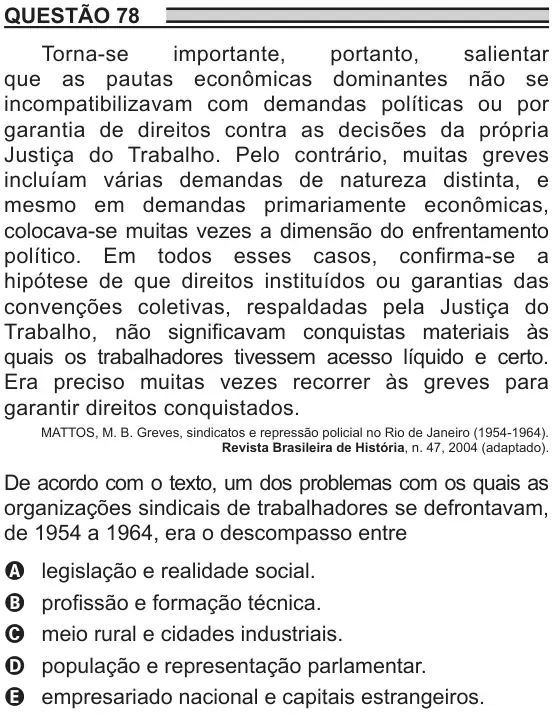 QUESTÃO 78
Torna-se importante, portanto, salientar
que as pautas econômicas dominantes não se
incompatibilizavam com demandas políticas ou por
garantia de direitos contra as decisões da própria
Justiça do Trabalho. Pelo contrário, muitas greves
incluíam várias demandas de natureza distinta, e
mesmo em demandas primariamente econômicas,
colocava-se muitas vezes a dimensão do enfrentamento
político. Em todos esses casos, confirma-se a
hipótese de que direitos instituídos ou garantias das
convenções coletivas, respaldadas pela Justiça do
Trabalho, não significavam conquistas materiais às
quais os trabalhadores tivessem acesso líquido e certo.
Era preciso muitas vezes recorrer às greves para
garantir direitos conquistados.
MATTOS, M. B. Greves, sindicatos e repressão policial no Rio de Janeiro (1954-1964).
Revista Brasileira de História, n. 47, 2004 (adaptado).
De acordo com o texto, um dos problemas com os quais as
organizações sindicais de trabalhadores se defrontavam,
de 1954 a 1964, era o descompasso entre
A legislação e realidade social.
B profissão e formação técnica.
C meio rural e cidades industriais.
D população e representação parlamentar.
E empresariado nacional e capitais estrangeiros.